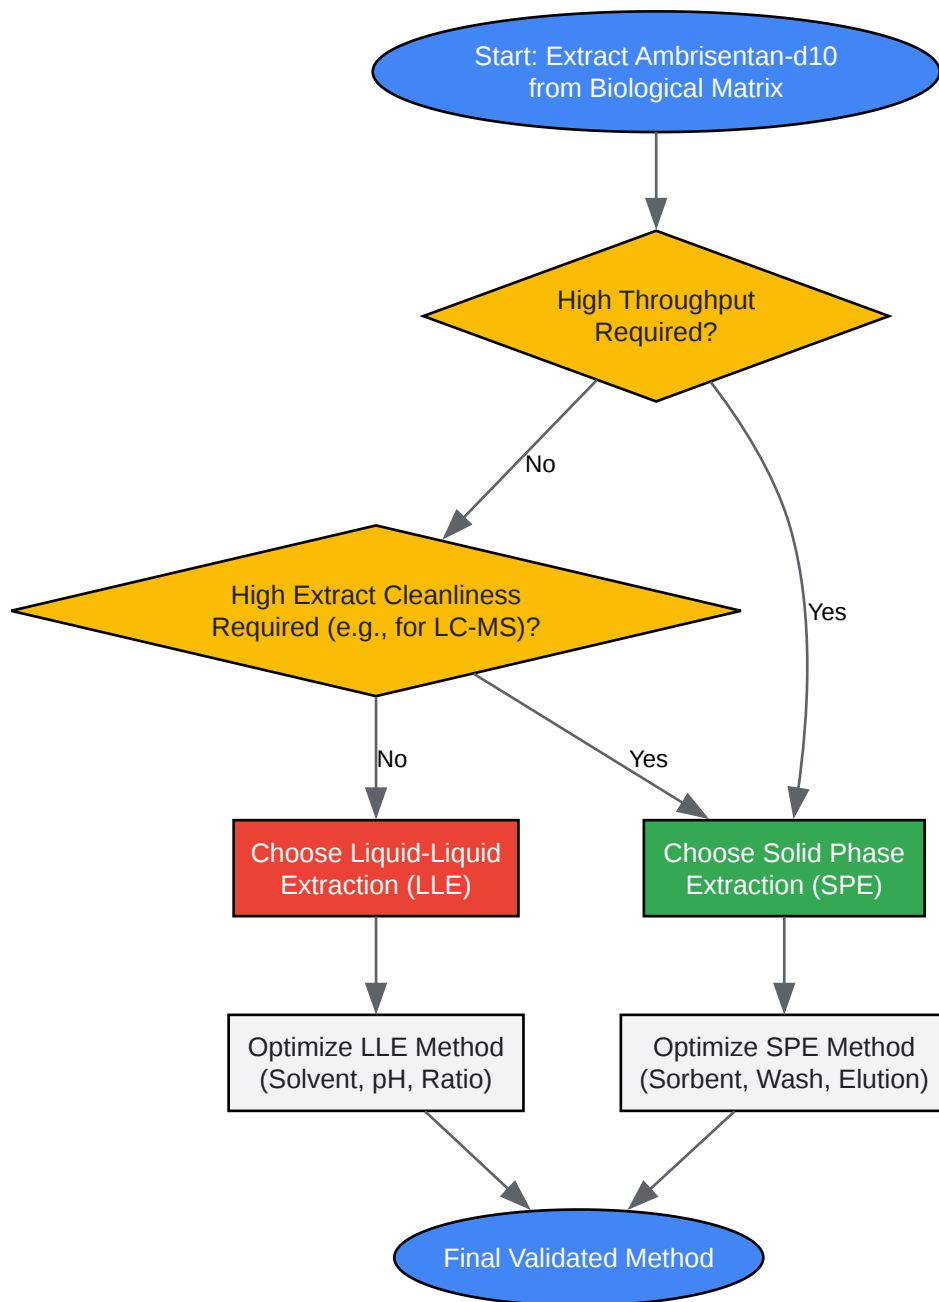 Start: Extract Ambrisentan-d10
from Biological Matrix
High Throughput
Required?
No
Yes
High Extract Cleanliness
Required (e.g., for LC-MS)?
No
Yes
Choose Liquid-Liquid
Extraction (LLE)
Choose Solid Phase
Extraction (SPE)
Optimize LLE Method
(Solvent, pH, Ratio)
Optimize SPE Method
(Sorbent, Wash, Elution)
Final Validated Method